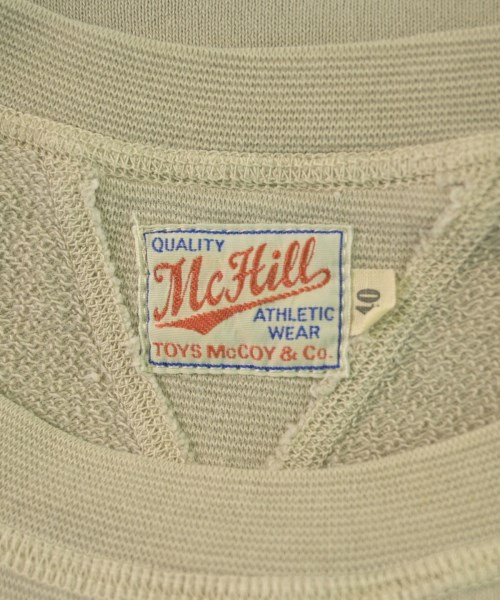 QUALITY
McHill
ATHLETIC
WEAR
TOYS McCOY & Co.
40